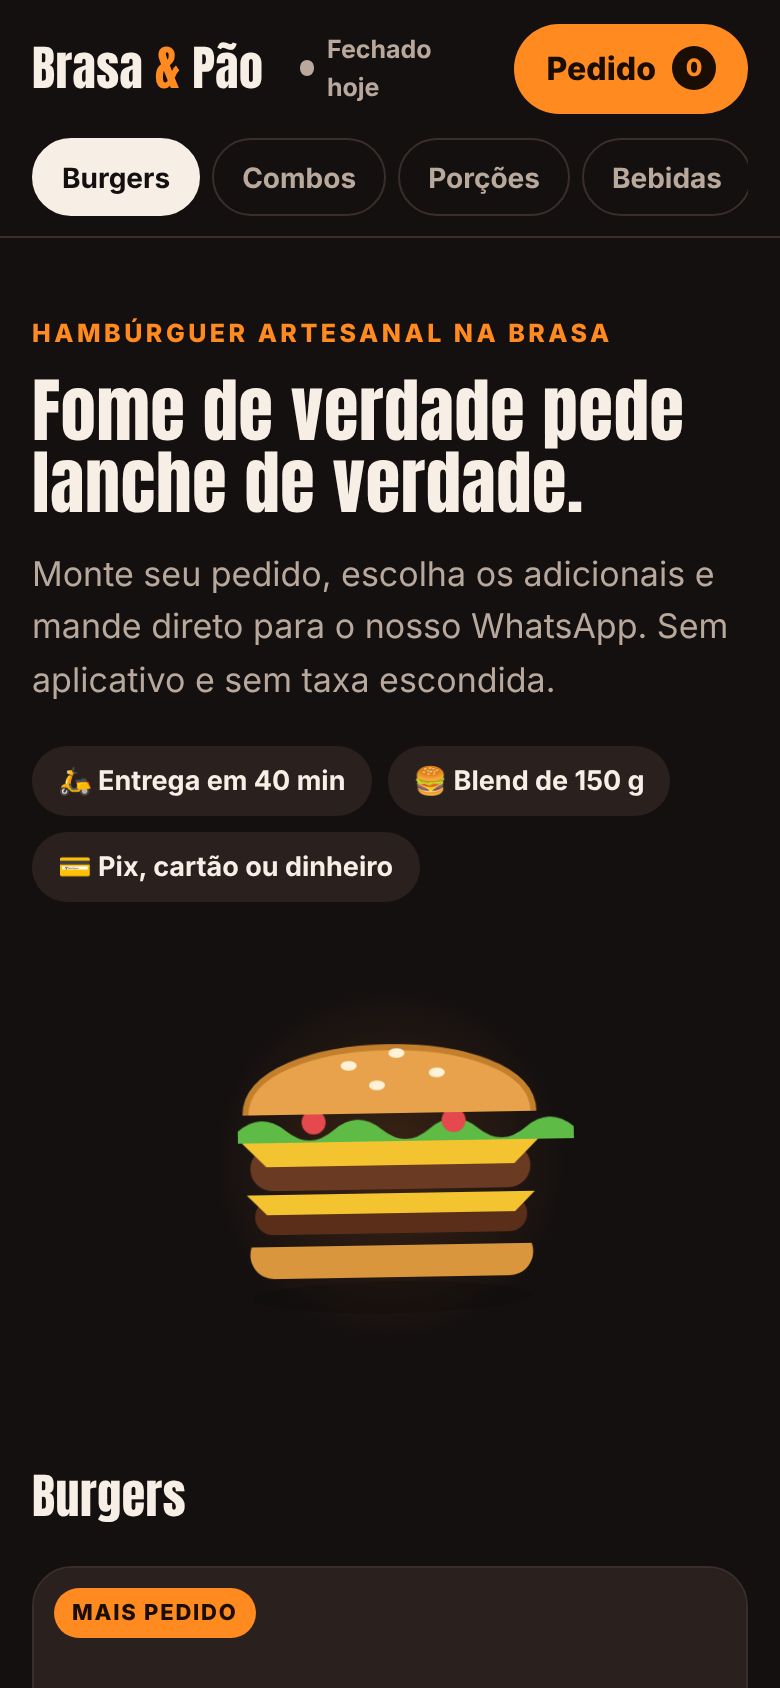 Brasa & Pão
Fechado
hoje
Pedido 0
Burgers
Combos
Porções
Bebidas
HAMBÚRGUER ARTESANAL NA BRASA
Fome de verdade pede
lanche de verdade.
Monte seu pedido, escolha os adicionais e
mande direto para o nosso WhatsApp. Sem
aplicativo e sem taxa escondida.
Entrega em 40 min
Blend de 150 g
Pix, cartão ou dinheiro
Burgers
MAIS PEDIDO